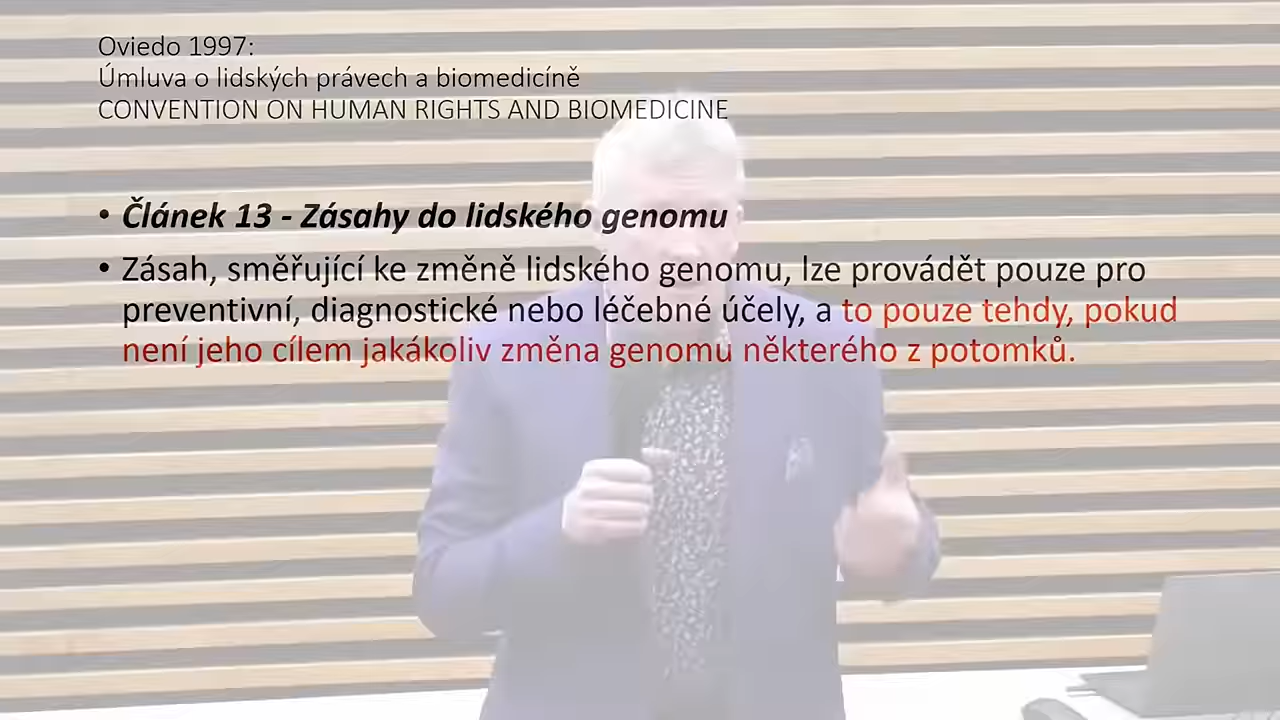 Oviedo 1997:
Úmluva o lidských právech a biomedicíně
CONVENTION ON HUMAN RIGHTS AND BIOMEDICINE
• Článek 13 - Zásahy do lidského genomu
• Zásah, směřující ke změně lidského genomu, lze provádět pouze pro
preventivní, diagnostické nebo léčebné účely, a to pouze tehdy, pokud
není jeho cílem jakákoliv změna genomu některého z potomků.